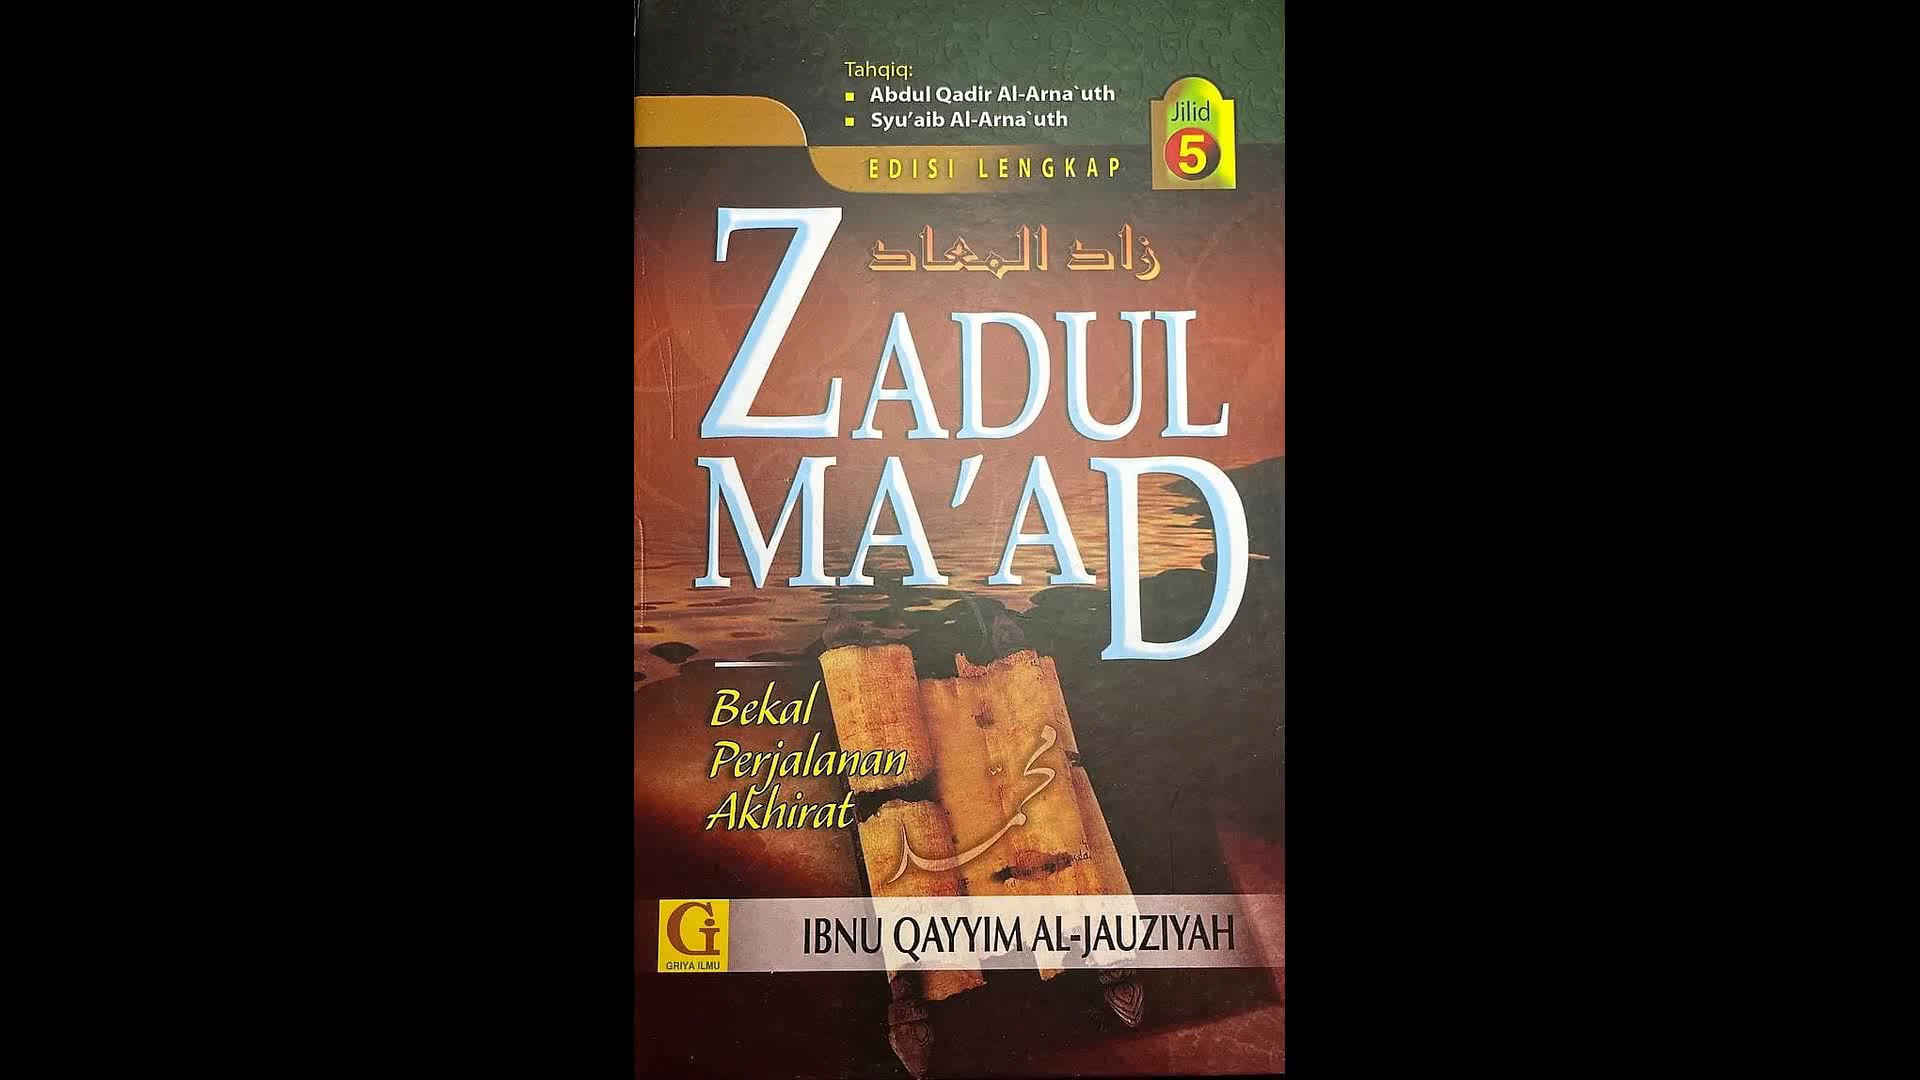 Tahqiq:
Abdul Qadir Al-Arna`uth
Syu'aib Al-Arna`uth
Jilid
5
EDISI LENGKAP
زاد المعاد
ZADUL
MA'AD
Bekal
Perjalanan
Akhirat
محمد
Gi
GRIYA ILMU
IBNU QAYYIM AL-JAUZIYAH